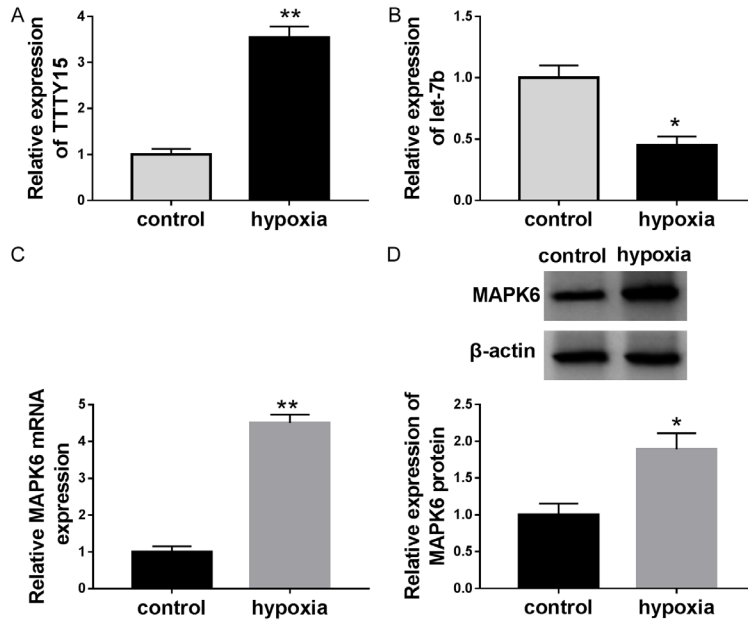 A
Relative expression
of TTTY15
4
3
2
1
0
**
control
hypoxia
B
Relative expression
of let-7b
1.5
1.0
0.5
0.0
*
control
hypoxia
C
Relative MAPK6 mRNA
expression
5
4
3
2
1
0
**
control
hypoxia
D
control hypoxia
MAPK6
β-actin
Relative expression of
MAPK6 protein
2.5
2.0
1.5
1.0
0.5
0.0
*
control
hypoxia